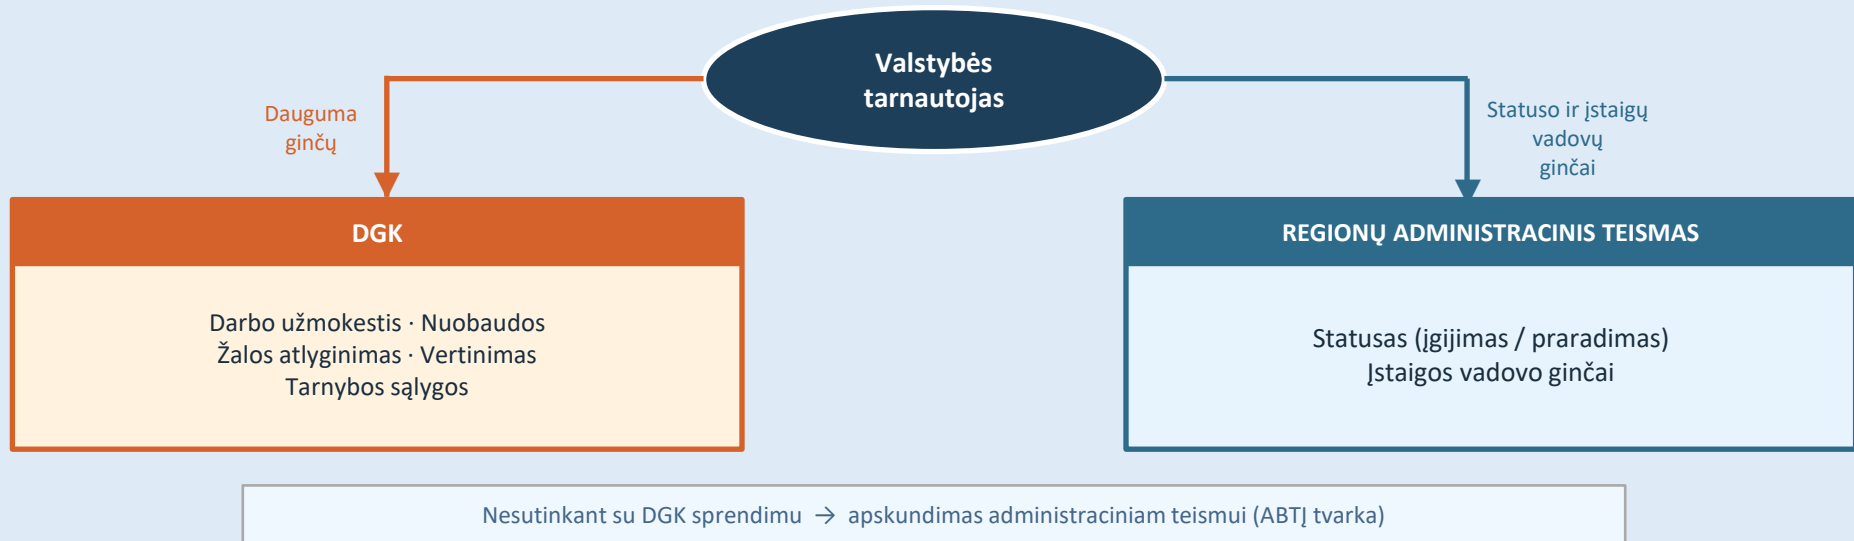 Valstybės
tarnautojas
Dauguma
ginčų
Statuso ir įstaigų
vadovų
ginčai
DGK
Darbo užmokestis · Nuobaudos
Žalos atlyginimas · Vertinimas
Tarnybos sąlygos
REGIONŲ ADMINISTRACINIS TEISMAS
Statusas (įgijimas / praradimas)
Įstaigos vadovo ginčai
Nesutinkant su DGK sprendimu → apskundimas administraciniam teismui (ABTĮ tvarka)